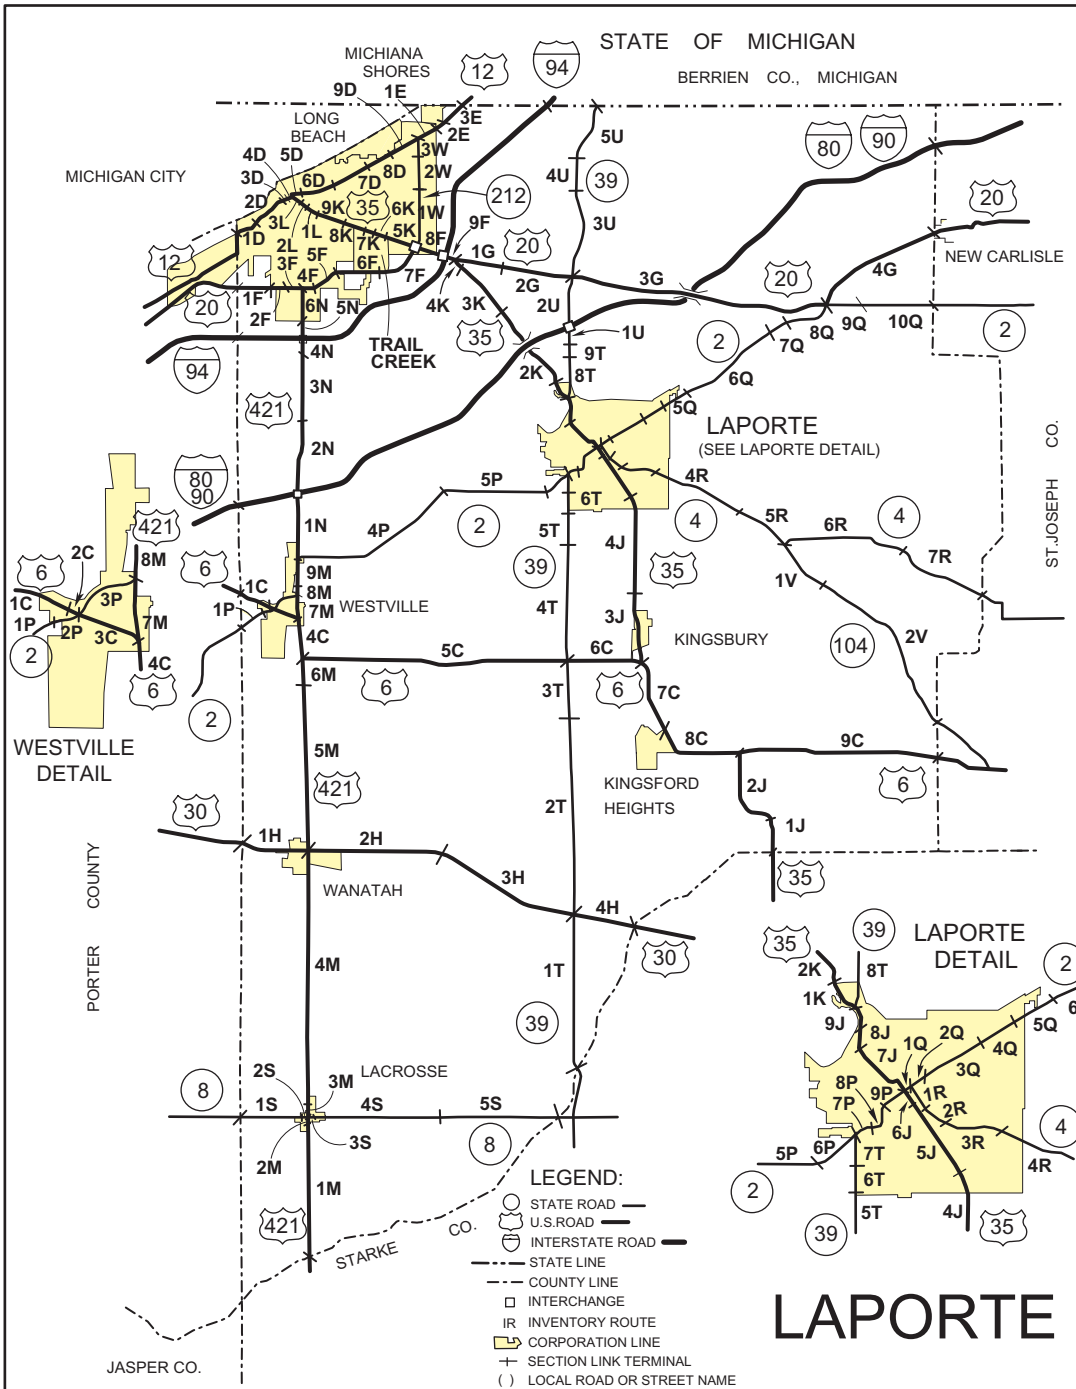 STATE OF MICHIGAN
BERRIEN CO., MICHIGAN
MICHIANA
SHORES
12
94
9D
1E
LONG
BEACH
3E
2E
5U
80
90
4D
5D
3W
2W
8D
7D
6D
3D
2D
MICHIGAN CITY
4U
39
212
3U
9K
35
6K
1W
3L
1L
8K
7K
5K
8F
9F
20
NEW CARLISLE
1D
2L
5F
3F
4F
6F
7F
1G
20
2G
3G
4G
12
20
1F
2F
6N
5N
4K
3K
2U
20
35
1U
2
7Q
8Q
9Q
10Q
2
TRAIL
CREEK
94
4N
9T
8T
2K
6Q
3N
421
5Q
LAPORTE
(SEE LAPORTE DETAIL)
2N
80
90
5P
6T
4R
ST.JOSEPH CO.
1N
4P
2
5T
4
5R
6R
4
421
2C
8M
6
3P
1C
1P
2P
3C
7M
2
4C
6
WESTVILLE
DETAIL
6
1C
1P
9M
8M
7M
WESTVILLE
4C
39
4J
35
7R
1V
4T
3J
KINGSBURY
2V
104
5C
6C
6M
6
3T
6
7C
2
5M
8C
9C
6
421
KINGSFORD
HEIGHTS
2J
30
2T
1J
1H
2H
WANATAH
3H
4H
35
30
PORTER COUNTY
4M
1T
39
35
39
LAPORTE
DETAIL
2K
8T
2
1K
6
9J
5Q
8J
2Q
4Q
7J
1Q
3Q
8P
9P
7P
1R
2R
6J
3R
4
6P
7T
5J
4R
5P
2
6T
5T
4J
39
35
LACROSSE
2S
3M
8
1S
4S
5S
3S
8
2M
1M
421
STARKE CO.
JASPER CO.
LEGEND:
STATE ROAD
U.S.ROAD
INTERSTATE ROAD
STATE LINE
COUNTY LINE
INTERCHANGE
IR INVENTORY ROUTE
CORPORATION LINE
SECTION LINK TERMINAL
( ) LOCAL ROAD OR STREET NAME
LAPORTE